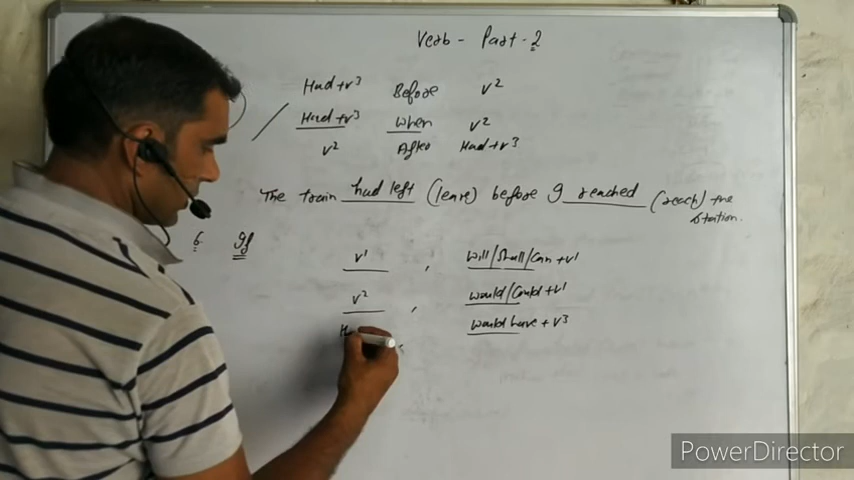 Verb - Part - 2
Had+v3 Before v2
Had+v3 When v2
v2 After Had+v3
The train had left (leave) before I reached (reach) the
station.
6 If
v1 , will/shall/can +v1
v2 , would/could +v1
Ha , would have + v3
PowerDirector